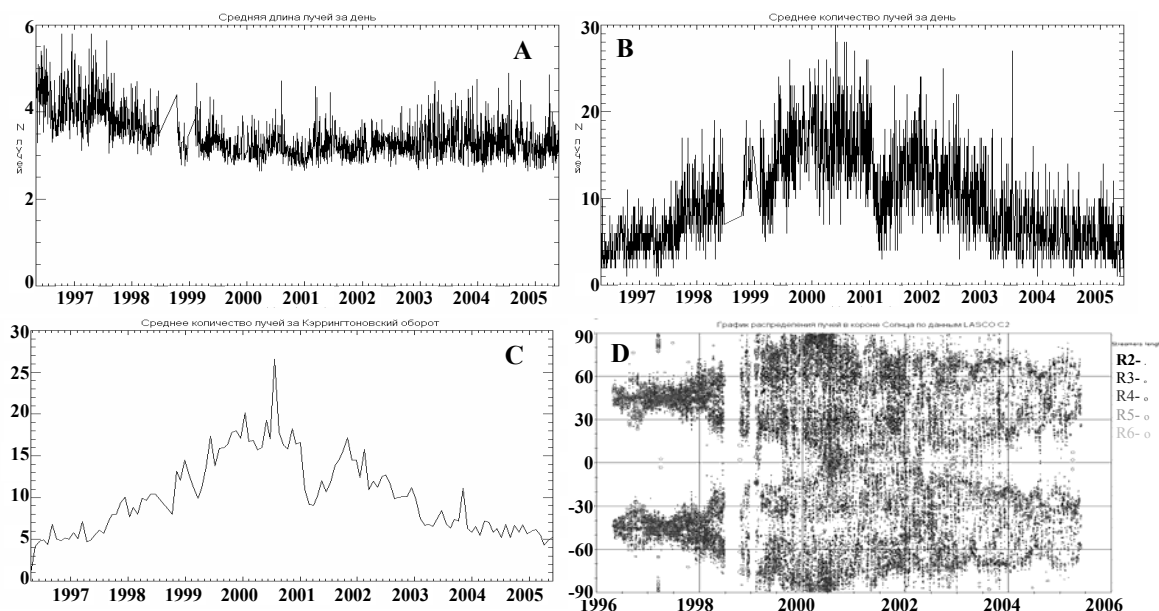 Средняя длина лучей за день
6
A
4
N лучей
2
0
1997 1998 1999 2000 2001 2002 2003 2004 2005
Среднее количество лучей за день
30
B
20
N лучей
10
0
1997 1998 1999 2000 2001 2002 2003 2004 2005
Среднее количество лучей за Кэррингтоновский оборот
30
C
25
20
15
10
5
0
1997 1998 1999 2000 2001 2002 2003 2004 2005
График распределения лучей в короне Солнца по данным LASCO C2
90
D
60
30
0
-30
-60
-90
1996 1998 2000 2002 2004 2006
Streamers lenght
R2- .
R3- .
R4- o
R5- o
R6- o